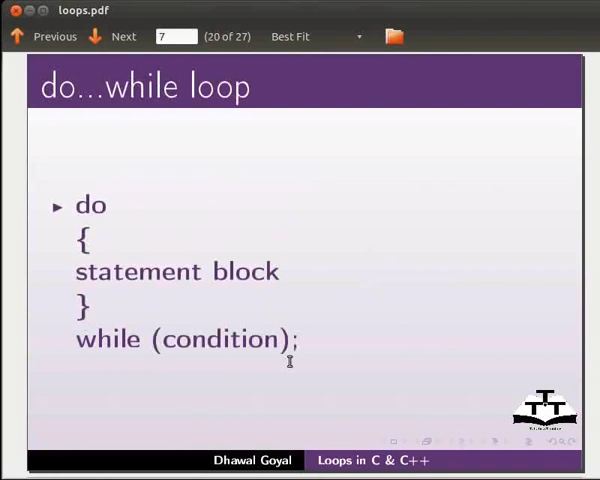 loops.pdf
Previous Next 7 (20 of 27) Best Fit
do...while loop
do
{
statement block
}
while (condition);
TTT
Dhawal Goyal Loops in C & C++